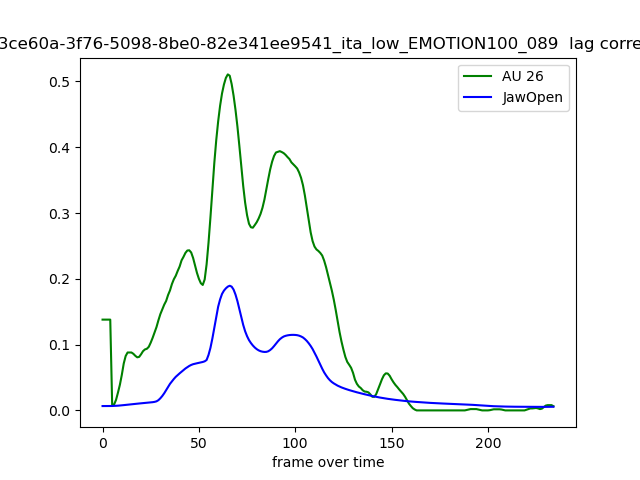 3ce60a-3f76-5098-8be0-82e341ee9541_ita_low_EMOTION100_089 lag corre
AU 26
JawOpen
0.5
0.4
0.3
0.2
0.1
0.0
0 50 100 150 200
frame over time